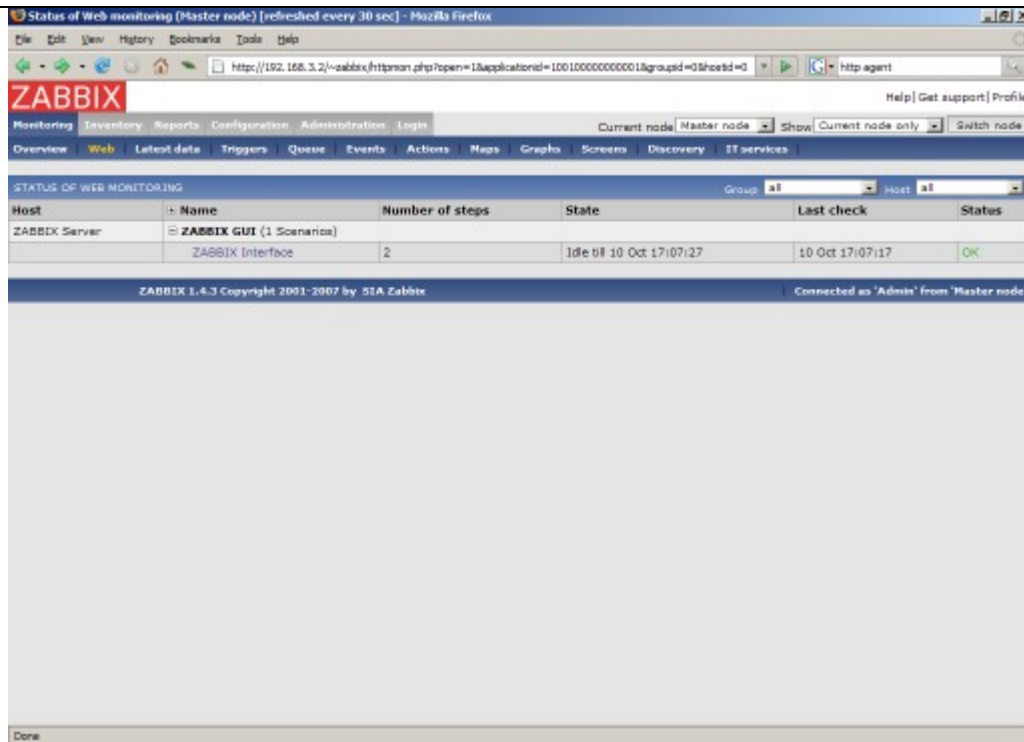 Status of Web monitoring (Master node) [refreshed every 30 sec] - Mozilla Firefox
File Edit View History Bookmarks Tools Help
http://192.168.3.2/~zabbix/httpmon.php?open=1&applicationid=100100000000001&groupid=0&hostid=0 http agent
ZABBIX
Help| Get support| Profile
Monitoring Inventory Reports Configuration Administration Login Current node Master node Show Current node only Switch node
Overview | Web | Latest data | Triggers | Queue | Events | Actions | Maps | Graphs | Screens | Discovery | IT services |
STATUS OF WEB MONITORING Group all Host all
Host Name Number of steps State Last check Status
ZABBIX Server ZABBIX GUI (1 Scenarios)
ZABBIX Interface 2 Idle till 10 Oct 17:07:27 10 Oct 17:07:17 OK
ZABBIX 1.4.3 Copyright 2001-2007 by SIA Zabbix Connected as 'Admin' from 'Master node
Done